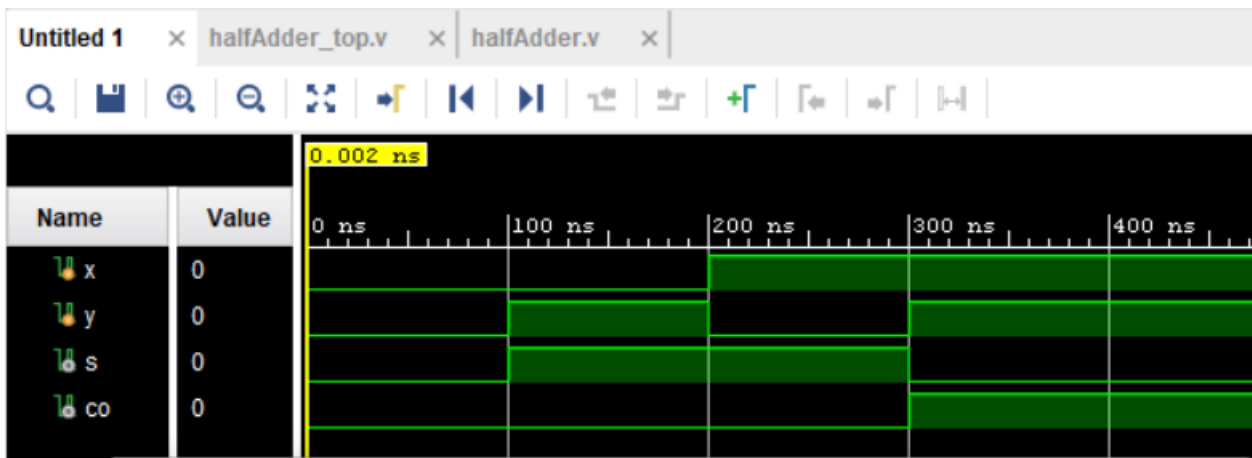 Untitled 1 halfAdder_top.v halfAdder.v
0.002 ns
Name Value 0 ns 100 ns 200 ns 300 ns 400 ns
x 0
y 0
s 0
co 0